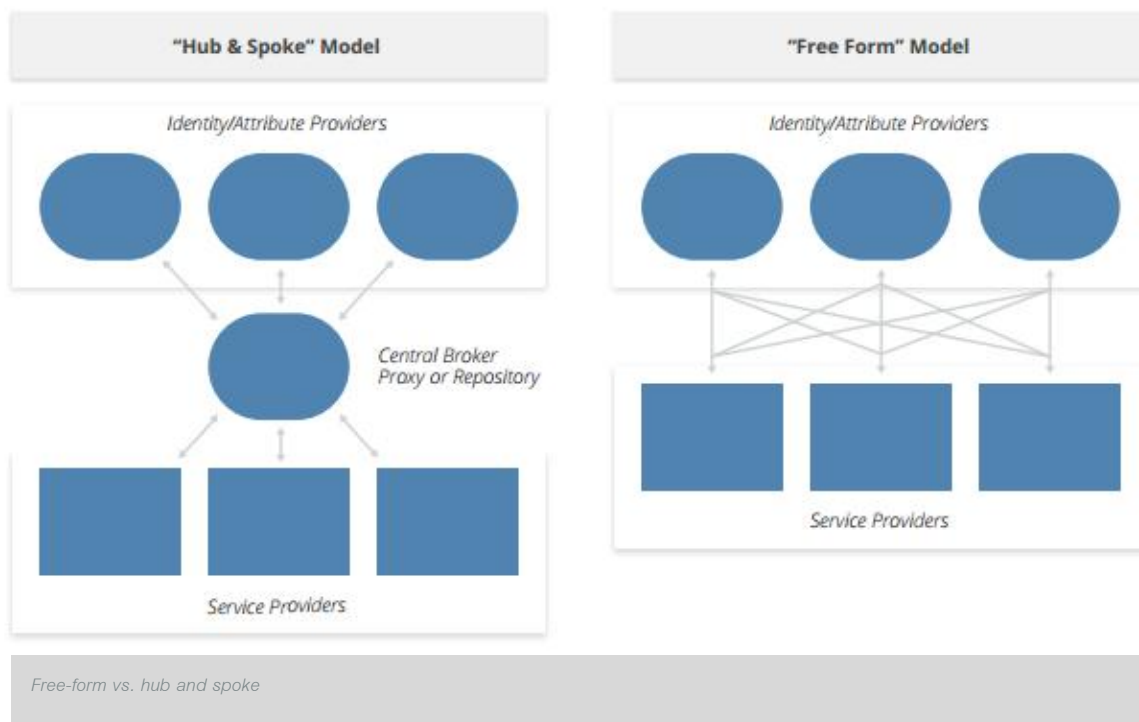 “Hub & Spoke” Model
Identity/Attribute Providers
Central Broker
Proxy or Repository
Service Providers
“Free Form” Model
Identity/Attribute Providers
Service Providers
Free-form vs. hub and spoke